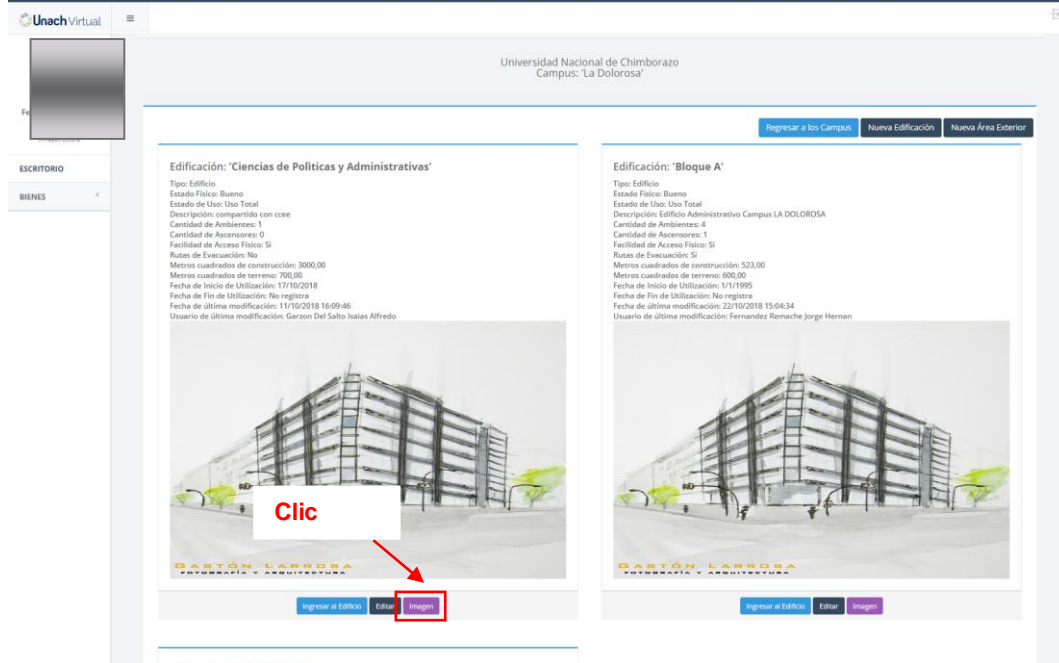 Unach Virtual
Universidad Nacional de Chimborazo
Campus: 'La Dolorosa'
Fe
Regresar a los Campus
Nueva Edificación
Nueva Área Exterior
ESCRITORIO
BIENES
Edificación: 'Ciencias de Polìticas y Administrativas'
Tipo: Edificio
Estado Físico: Bueno
Estado de Uso: Uso Total
Descripción: compartido con ccee
Cantidad de Ambientes: 1
Cantidad de Ascensores: 0
Facilidad de Acceso Físico: Si
Rutas de Evacuación: No
Metros cuadrados de construcción: 3000,00
Metros cuadrados de terreno: 700,00
Fecha de Inicio de Utilización: 17/10/2018
Fecha de Fin de Utilización: No registra
Fecha de última modificación: 11/10/2018 16:09:46
Usuario de última modificación: Garzon Del Salto Isaias Alfredo
Clic
GASTÓN LARROSA
FOTOGRAFÍA Y ARQUITECTURA
Ingresar al Edificio
Editar
Imagen
Edificación: 'Bloque A'
Tipo: Edificio
Estado Físico: Bueno
Estado de Uso: Uso Total
Descripción: Edificio Administrativo Campus LA DOLOROSA
Cantidad de Ambientes: 4
Cantidad de Ascensores: 1
Facilidad de Acceso Físico: Si
Rutas de Evacuación: Si
Metros cuadrados de construcción: 523,00
Metros cuadrados de terreno: 600,00
Fecha de Inicio de Utilización: 1/1/1995
Fecha de Fin de Utilización: No registra
Fecha de última modificación: 22/10/2018 15:04:34
Usuario de última modificación: Fernandez Remache Jorge Hernan
GASTÓN LARROSA
FOTOGRAFÍA Y ARQUITECTURA
Ingresar al Edificio
Editar
Imagen